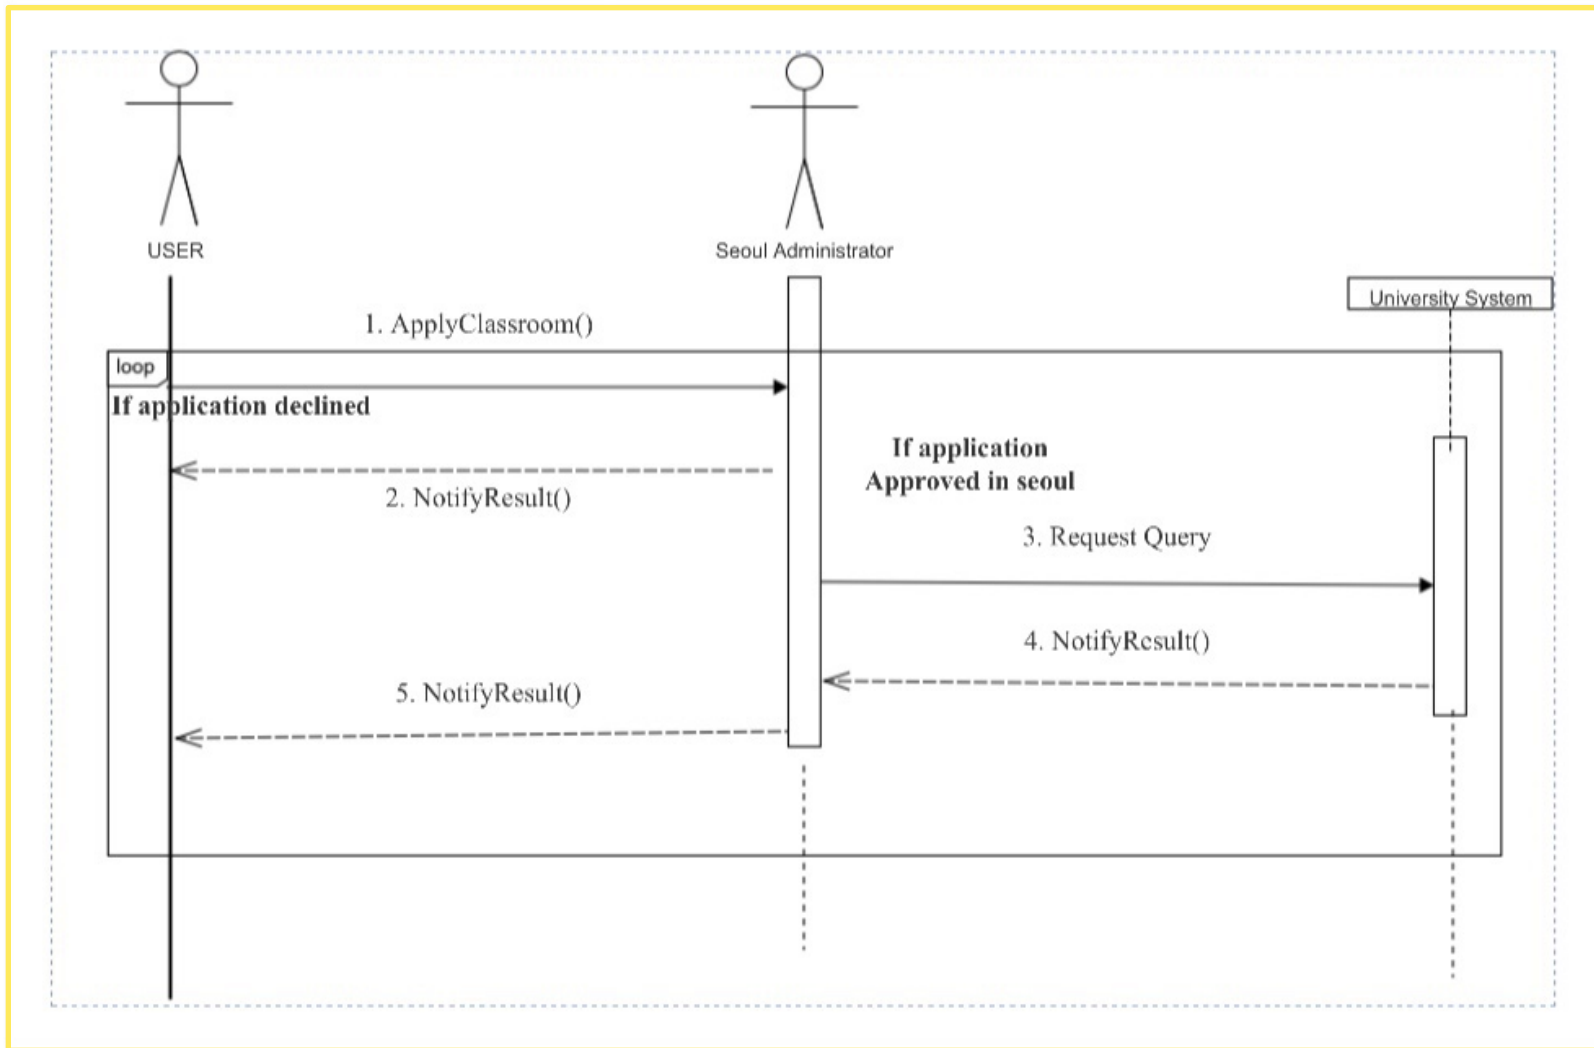 USER
Seoul Administrator
University System
1. ApplyClassroom()
loop
If application declined
If application
Approved in seoul
2. NotifyResult()
3. Request Query
4. NotifyResult()
5. NotifyResult()